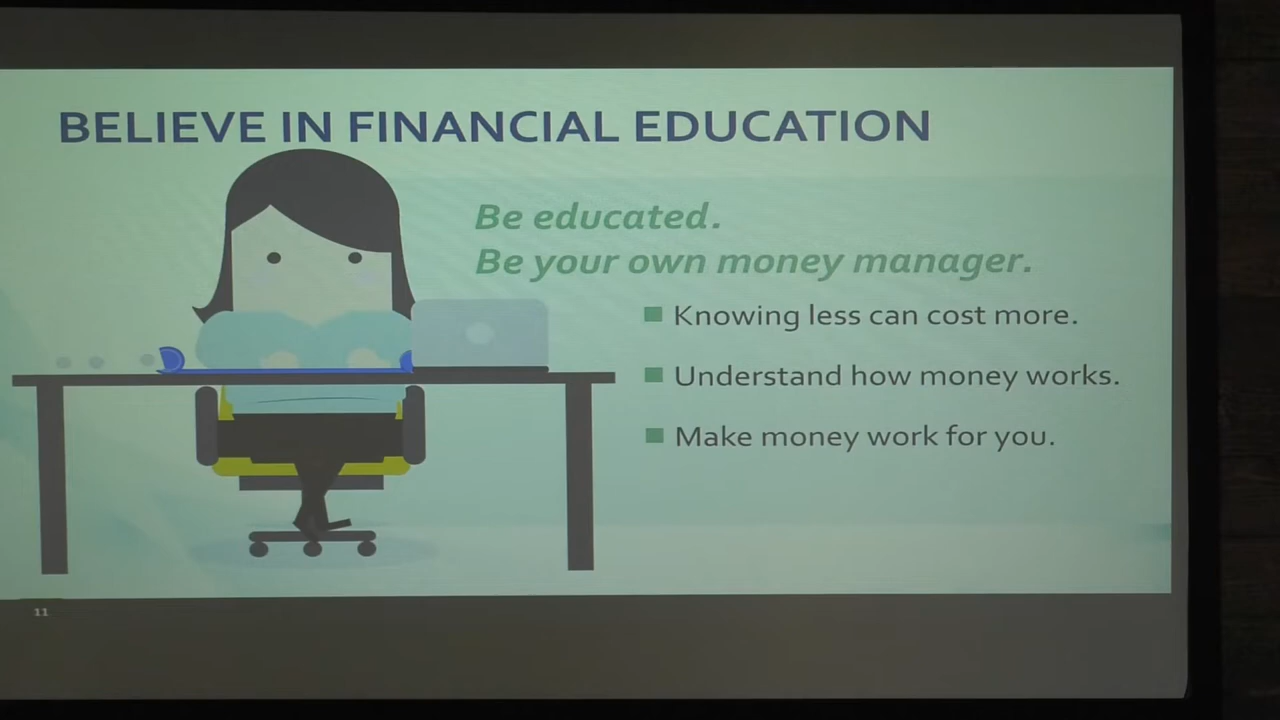 BELIEVE IN FINANCIAL EDUCATION
Be educated.
Be your own money manager.
Knowing less can cost more.
Understand how money works.
Make money work for you.
11